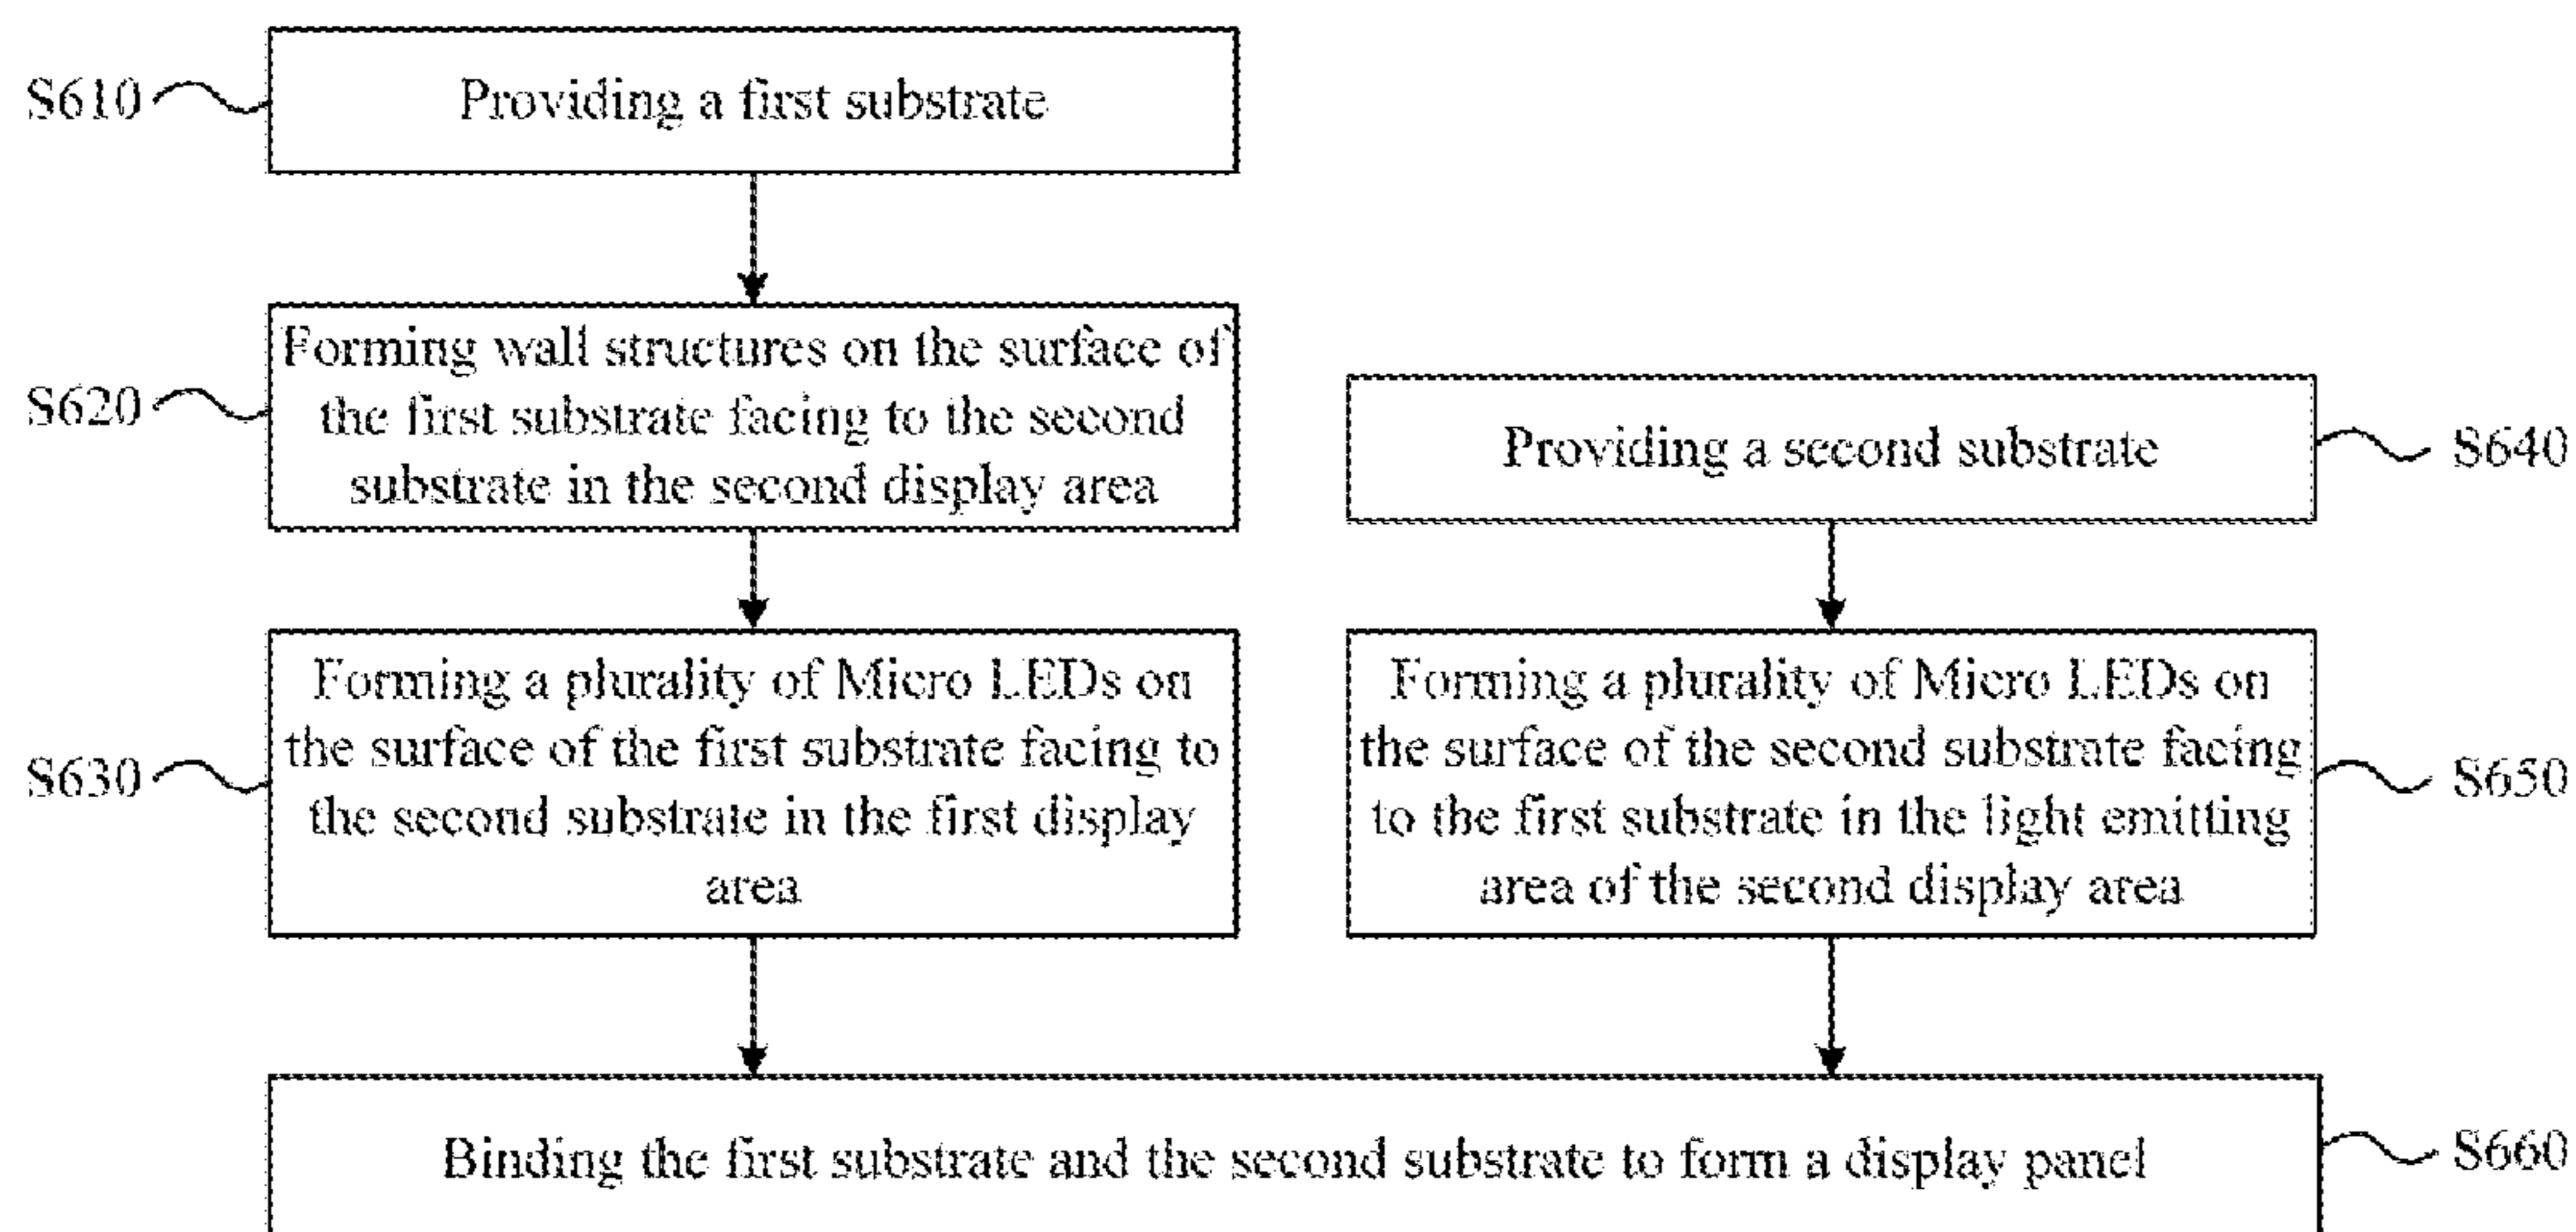 S610
Providing a first substrate
S620
Forming wall structures on the surface of
the first substrate facing to the second
substrate in the second display area
Providing a second substrate
S640
S630
Forming a plurality of Micro LEDs on
the surface of the first substrate facing to
the second substrate in the first display
area
Forming a plurality of Micro LEDs on
the surface of the second substrate facing
to the first substrate in the light emitting
area of the second display area
S650
Binding the first substrate and the second substrate to form a display panel
S660